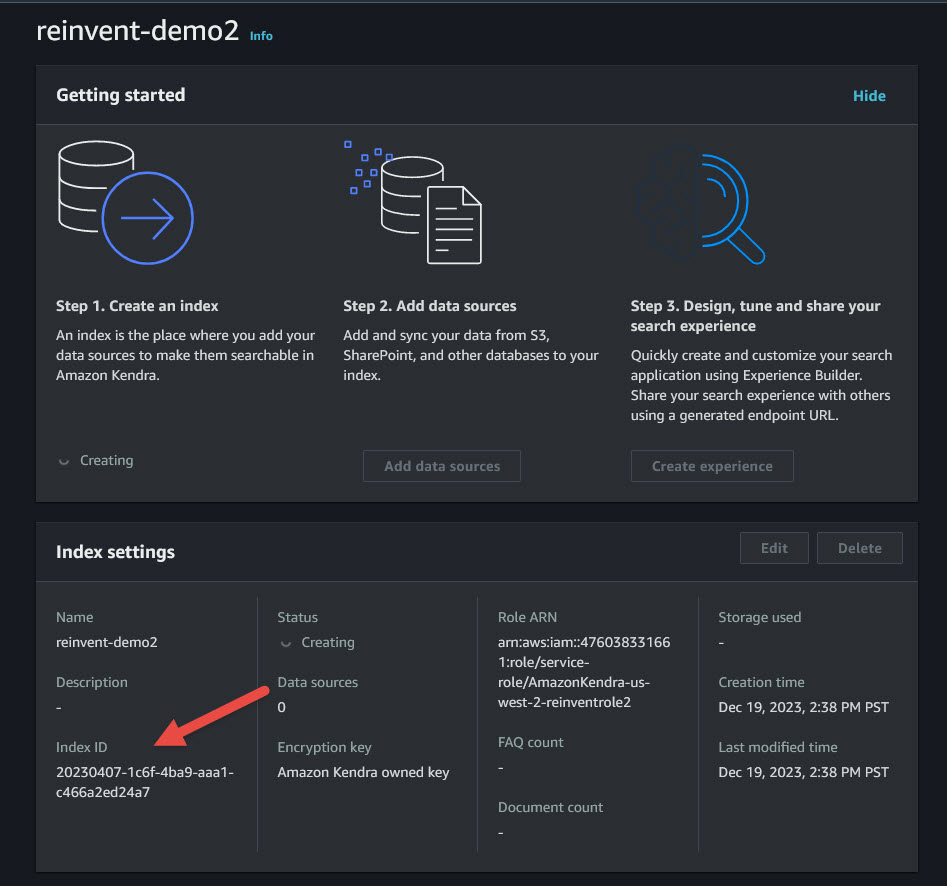 reinvent-demo2 Info
Getting started
Hide
Step 1. Create an index
An index is the place where you add your
data sources to make them searchable in
Amazon Kendra.
Creating
Step 2. Add data sources
Add and sync your data from S3,
SharePoint, and other databases to your
index.
Add data sources
Step 3. Design, tune and share your
search experience
Quickly create and customize your search
application using Experience Builder.
Share your search experience with others
using a generated endpoint URL.
Create experience
Index settings
Edit
Delete
Name
reinvent-demo2
Description
-
Index ID
20230407-1c6f-4ba9-aaa1-
c466a2ed24a7
Status
Creating
Data sources
0
Encryption key
Amazon Kendra owned key
Role ARN
arn:aws:iam::47603833166
1:role/service-
role/AmazonKendra-us-
west-2-reinventrole2
FAQ count
-
Document count
-
Storage used
-
Creation time
Dec 19, 2023, 2:38 PM PST
Last modified time
Dec 19, 2023, 2:38 PM PST